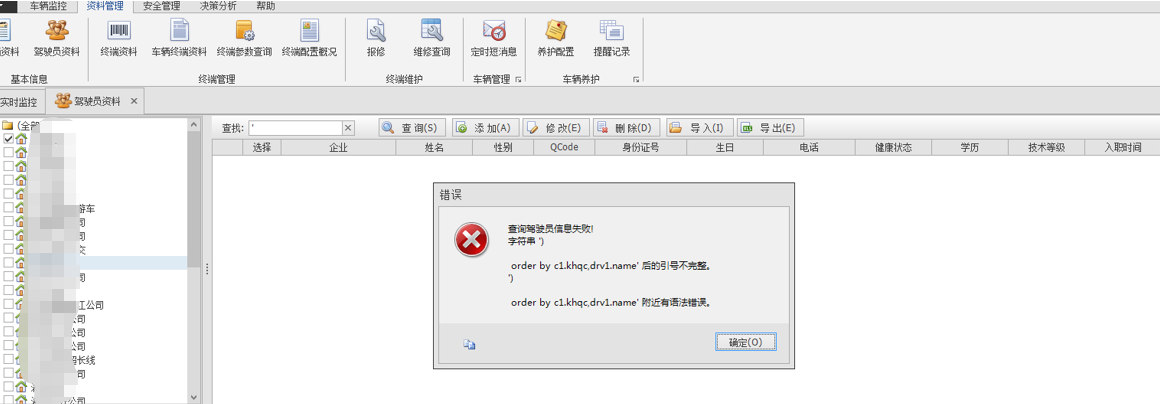 车辆监控 资料管理 安全管理 决策分析 帮助
资料 驾驶员资料 终端资料 车辆终端资料 终端参数查询 终端配置概况 报修 维修查询 定时短消息 养护配置 提醒记录
基本信息 终端管理 终端维护 车辆管理 车辆养护
实时监控 驾驶员资料
(全部
查找: ' 查询(S) 添加(A) 修改(E) 删除(D) 导入(I) 导出(E)
选择 企业 姓名 性别 QCode 身份证号 生日 电话 健康状态 学历 技术等级 入职时间
游车
司
司
交
司
江公司
公司
公司
公司
长线
司
公司
错误
查询驾驶员信息失败!
字符串 ')
order by c1.khqc,drv1.name' 后的引号不完整。
')
order by c1.khqc,drv1.name' 附近有语法错误。
确定(O)